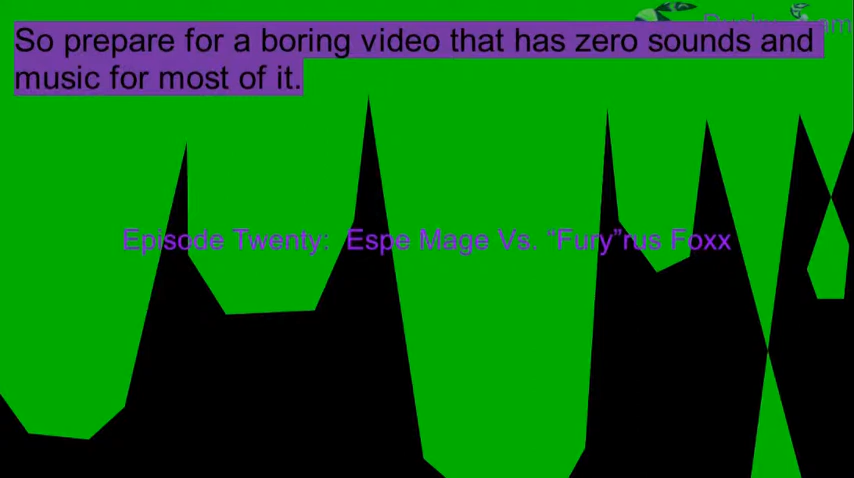 So prepare for a boring video that has zero sounds and
music for most of it.
Episode Twenty:  Espe Mage Vs. "Fury"rus Foxx